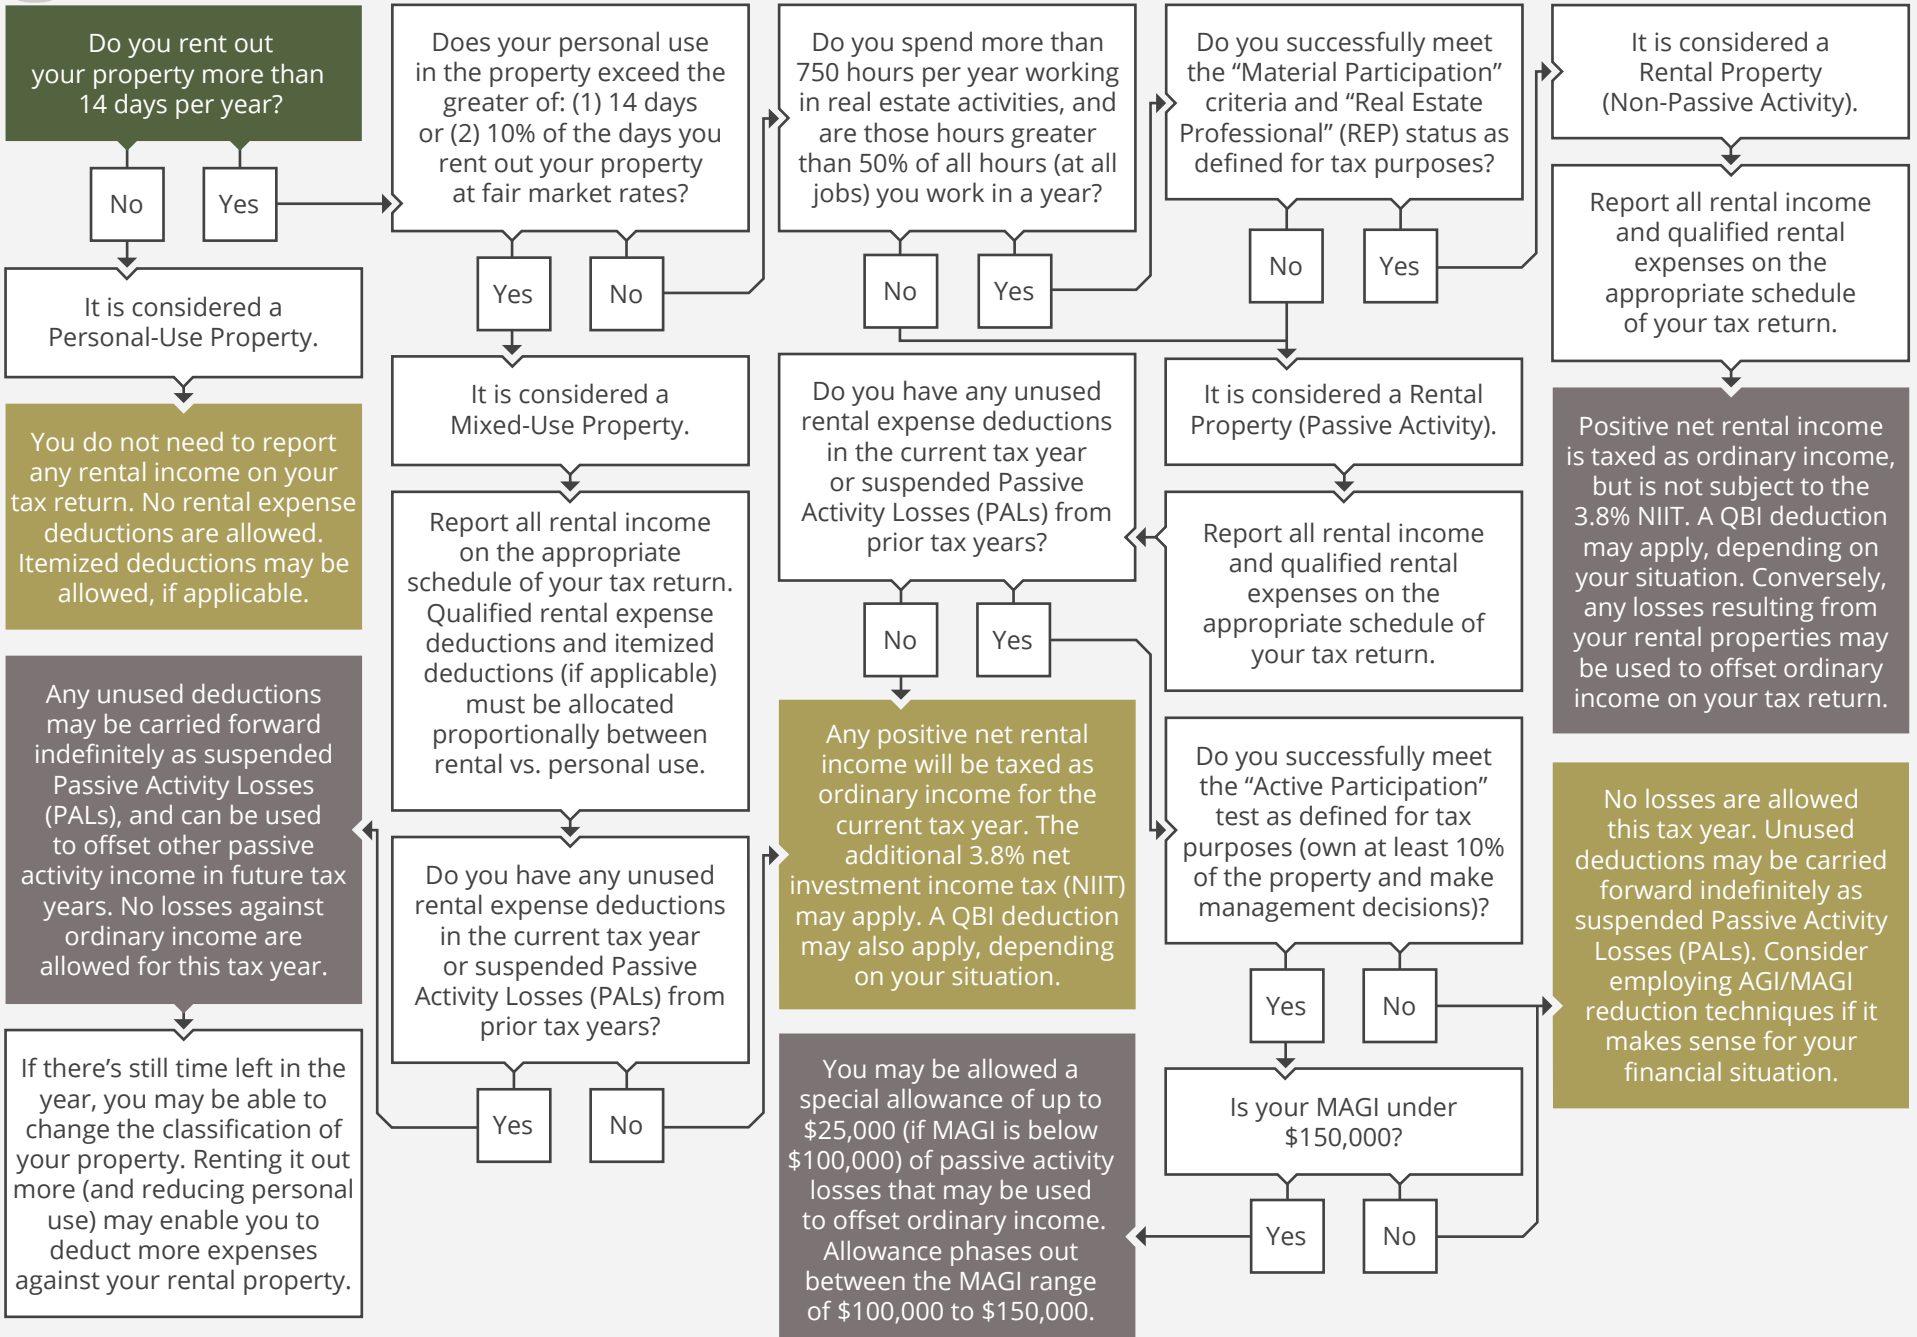 Do you rent out
your property more than
14 days per year?
No
Yes
It is considered a
Personal-Use Property.
You do not need to report
any rental income on your
tax return. No rental expense
deductions are allowed.
Itemized deductions may be
allowed, if applicable.
Any unused deductions
may be carried forward
indefinitely as suspended
Passive Activity Losses
(PALs), and can be used
to offset other passive
activity income in future tax
years. No losses against
ordinary income are
allowed for this tax year.
If there’s still time left in the
year, you may be able to
change the classification of
your property. Renting it out
more (and reducing personal
use) may enable you to
deduct more expenses
against your rental property.
Does your personal use
in the property exceed the
greater of: (1) 14 days
or (2) 10% of the days you
rent out your property
at fair market rates?
Yes
No
It is considered a
Mixed-Use Property.
Report all rental income
on the appropriate
schedule of your tax return.
Qualified rental expense
deductions and itemized
deductions (if applicable)
must be allocated
proportionally between
rental vs. personal use.
Do you have any unused
rental expense deductions
in the current tax year
or suspended Passive
Activity Losses (PALs) from
prior tax years?
Yes
No
Do you spend more than
750 hours per year working
in real estate activities, and
are those hours greater
than 50% of all hours (at all
jobs) you work in a year?
No
Yes
Do you have any unused
rental expense deductions
in the current tax year
or suspended Passive
Activity Losses (PALs) from
prior tax years?
No
Yes
Any positive net rental
income will be taxed as
ordinary income for the
current tax year. The
additional 3.8% net
investment income tax (NIIT)
may apply. A QBI deduction
may also apply, depending
on your situation.
You may be allowed a
special allowance of up to
$25,000 (if MAGI is below
$100,000) of passive activity
losses that may be used
to offset ordinary income.
Allowance phases out
between the MAGI range
of $100,000 to $150,000.
Do you successfully meet
the “Material Participation”
criteria and “Real Estate
Professional” (REP) status as
defined for tax purposes?
No
Yes
It is considered a Rental
Property (Passive Activity).
Report all rental income
and qualified rental
expenses on the
appropriate schedule of
your tax return.
Do you successfully meet
the “Active Participation”
test as defined for tax
purposes (own at least 10%
of the property and make
management decisions)?
Yes
No
Is your MAGI under
$150,000?
Yes
No
It is considered a
Rental Property
(Non-Passive Activity).
Report all rental income
and qualified rental
expenses on the
appropriate schedule
of your tax return.
Positive net rental income
is taxed as ordinary income,
but is not subject to the
3.8% NIIT. A QBI deduction
may apply, depending on
your situation. Conversely,
any losses resulting from
your rental properties may
be used to offset ordinary
income on your tax return.
No losses are allowed
this tax year. Unused
deductions may be carried
forward indefinitely as
suspended Passive Activity
Losses (PALs). Consider
employing AGI/MAGI
reduction techniques if it
makes sense for your
financial situation.